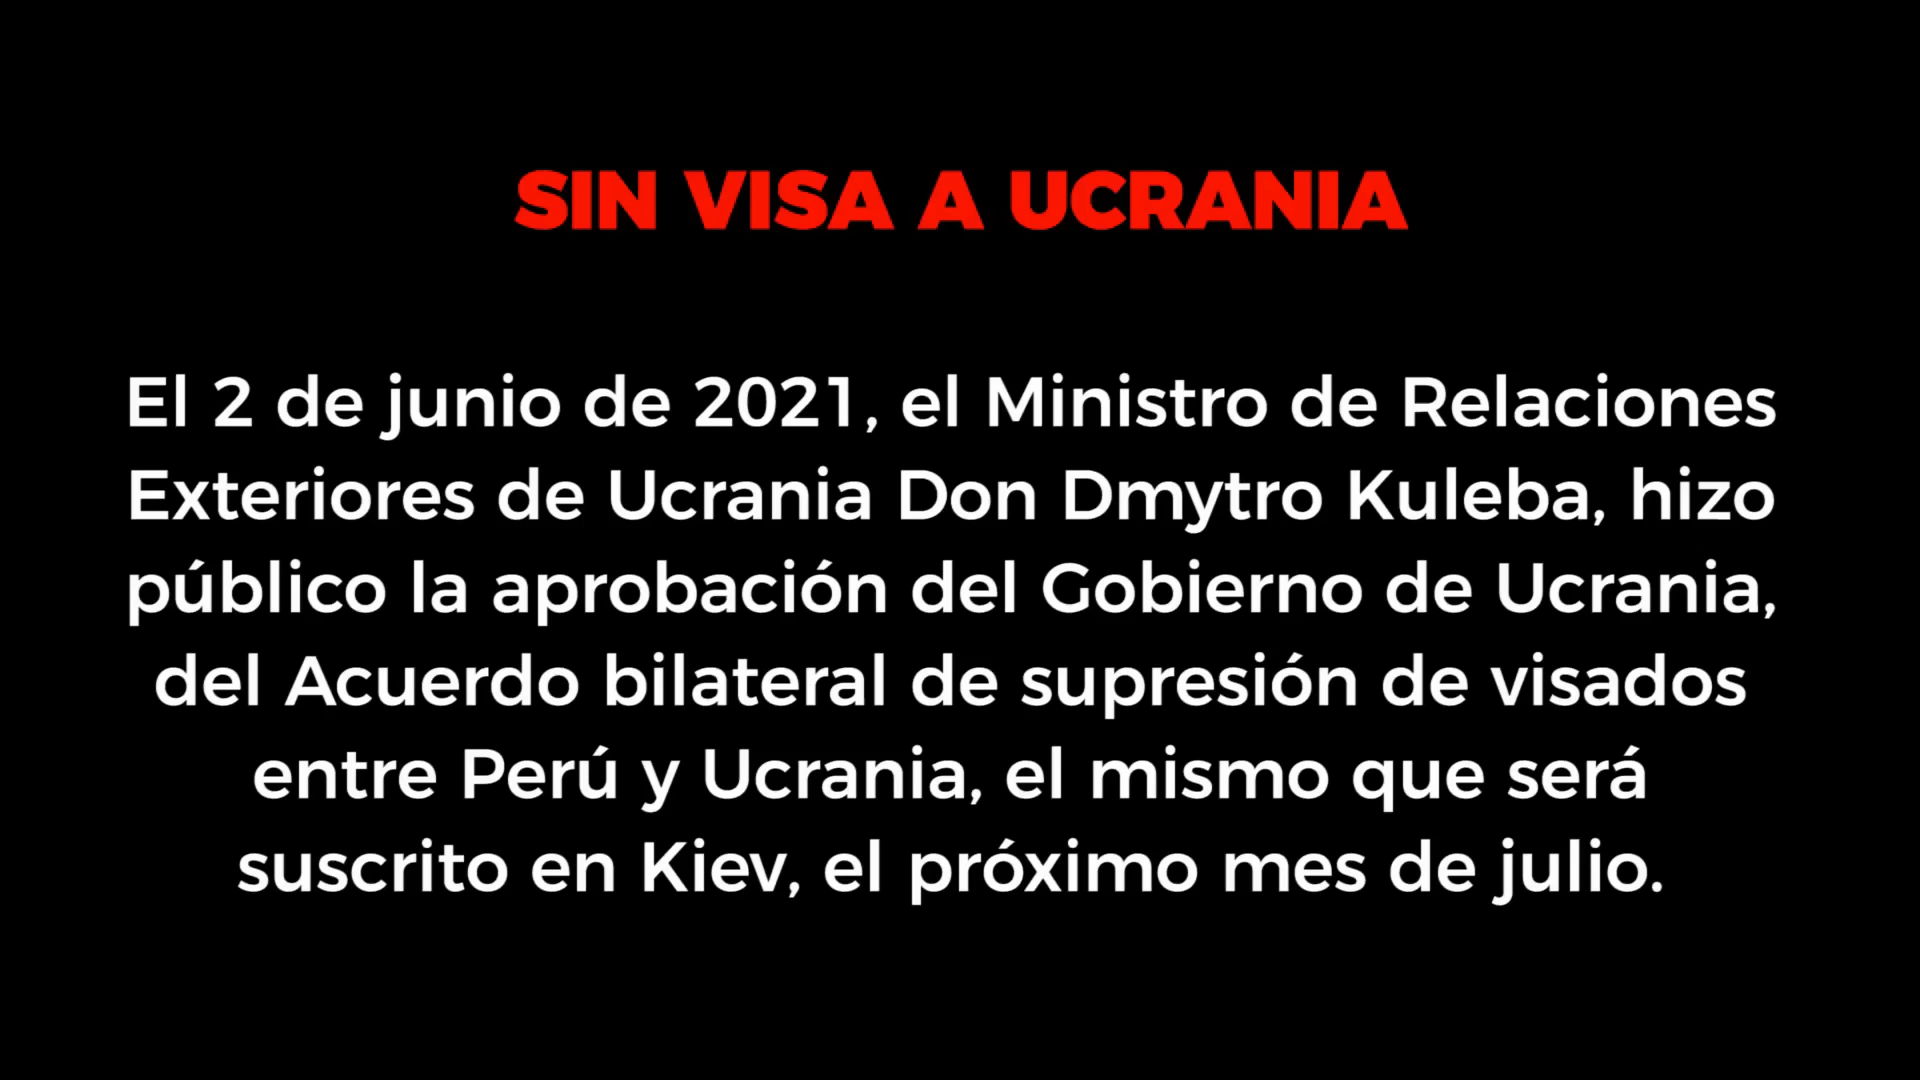 SIN VISA A UCRANIA
El 2 de junio de 2021, el Ministro de Relaciones
Exteriores de Ucrania Don Dmytro Kuleba, hizo
público la aprobación del Gobierno de Ucrania,
del Acuerdo bilateral de supresión de visados
entre Perú y Ucrania, el mismo que será
suscrito en Kiev, el próximo mes de julio.